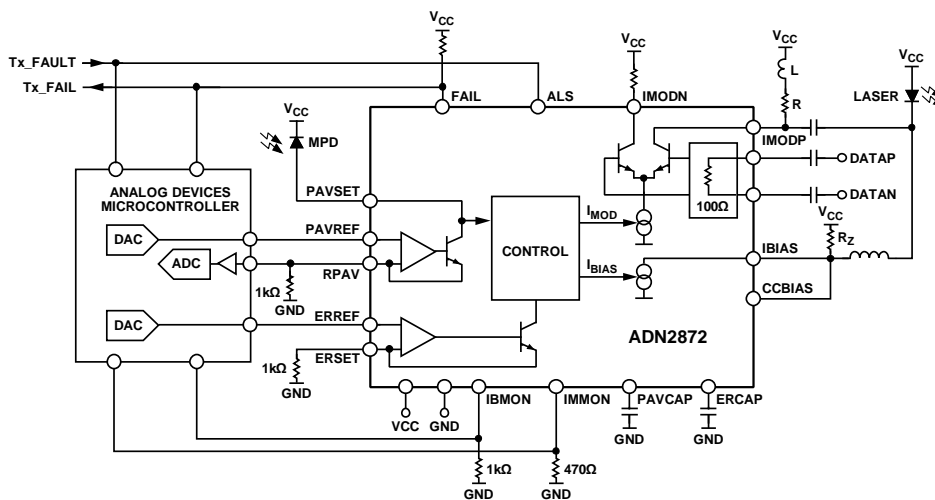 VCC
VCC
VCC
VCC
Tx_FAULT
Tx_FAIL
L
R
LASER
FAIL
ALS
IMODN
VCC
MPD
IMODP
DATAP
DATAN
100Ω
ANALOG DEVICES
MICROCONTROLLER
PAVSET
DAC
PAVREF
ADC
RPAV
CONTROL
IMOD
IBIAS
VCC
RZ
IBIAS
CCBIAS
1kΩ
GND
DAC
ERREF
ERSET
1kΩ
GND
ADN2872
VCC
GND
IBMON
IMMON
PAVCAP
ERCAP
GND
GND
1kΩ
470Ω
GND
GND